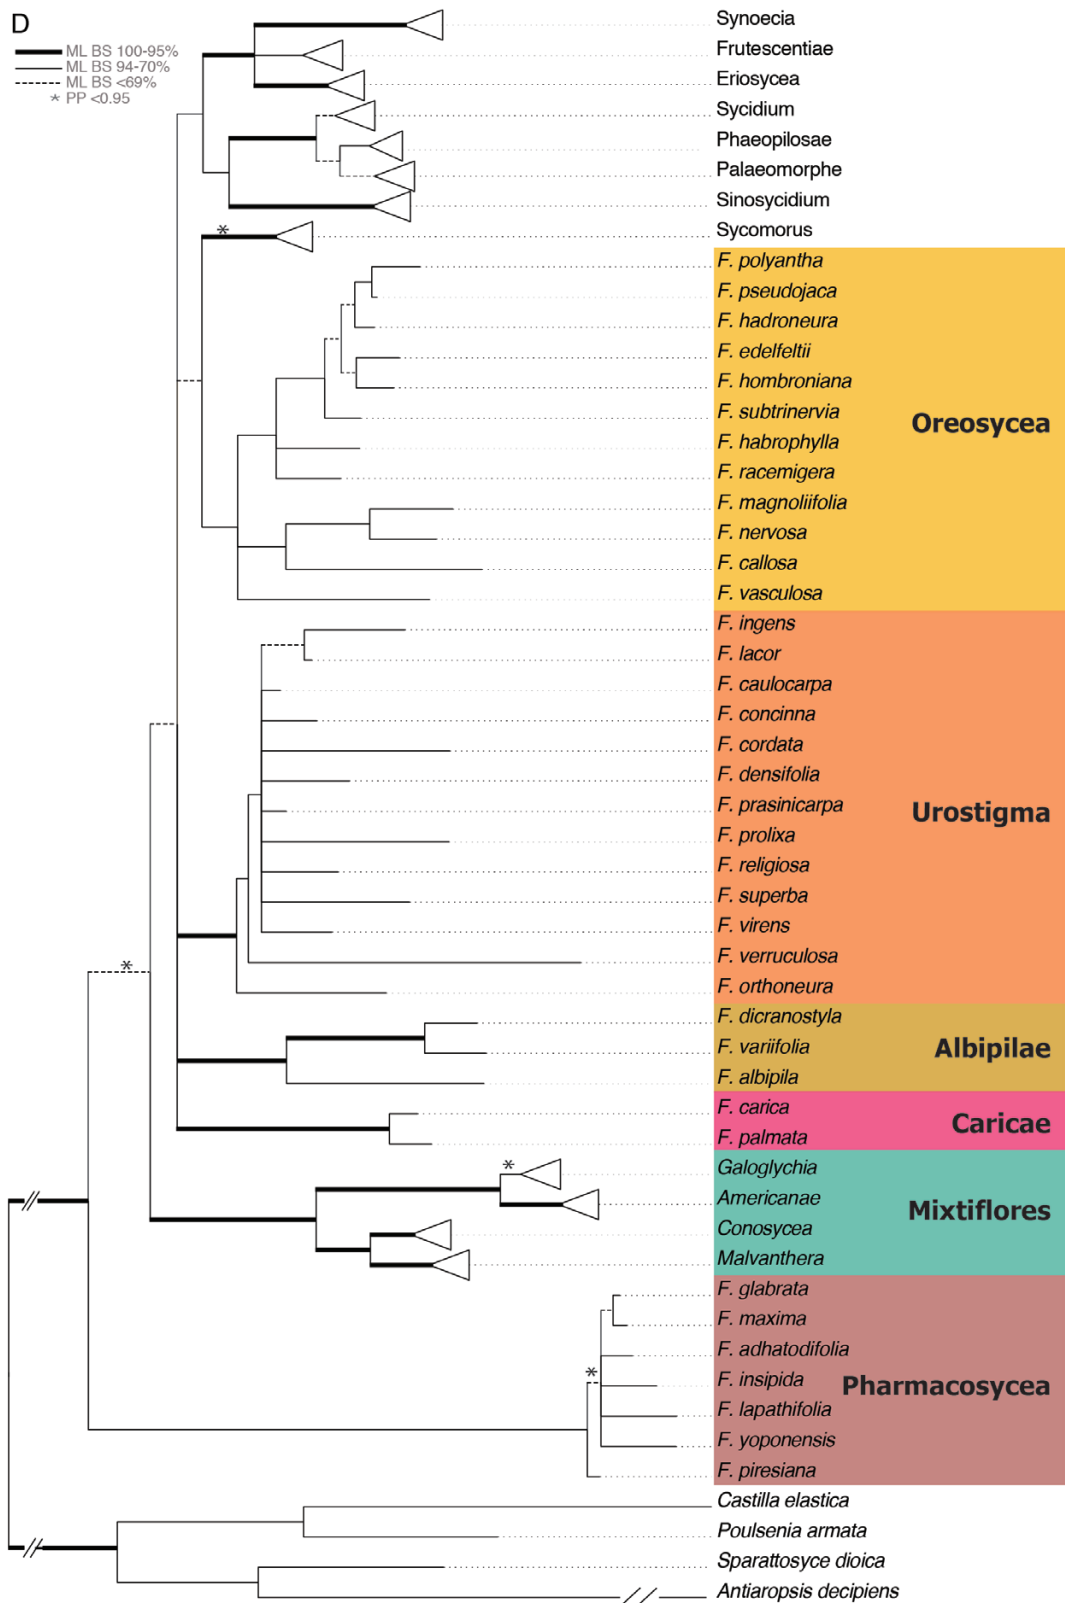 D
ML BS 100-95%
ML BS 94-70%
ML BS <69%
* PP <0.95
Synoecia
Frutescentiae
Eriosycea
Sycidium
Phaeopilosae
Palaeomorphe
Sinosycidium
*
Sycomorus
F. polyantha
F. pseudojaca
F. hadroneura
F. edelfeltii
F. hombroniana
F. subtrinervia
Oreosycea
F. habrophylla
F. racemigera
F. magnoliifolia
F. nervosa
F. callosa
F. vasculosa
F. ingens
F. lacor
F. caulocarpa
F. concinna
F. cordata
F. densifolia
F. prasinicarpa
Urostigma
F. prolixa
F. religiosa
F. superba
F. virens
F. verruculosa
*
F. orthoneura
F. dicranostyla
F. variifolia
Albipilae
F. albipila
F. carica
Caricae
F. palmata
*
Galoglychia
Americanae
Mixtiflores
Conosycea
Malvanthera
F. glabrata
F. maxima
F. adhatodifolia
*
F. insipida
Pharmacosycea
F. lapathifolia
F. yoponensis
F. piresiana
Castilla elastica
Poulsenia armata
Sparattosyce dioica
Antiaropsis decipiens